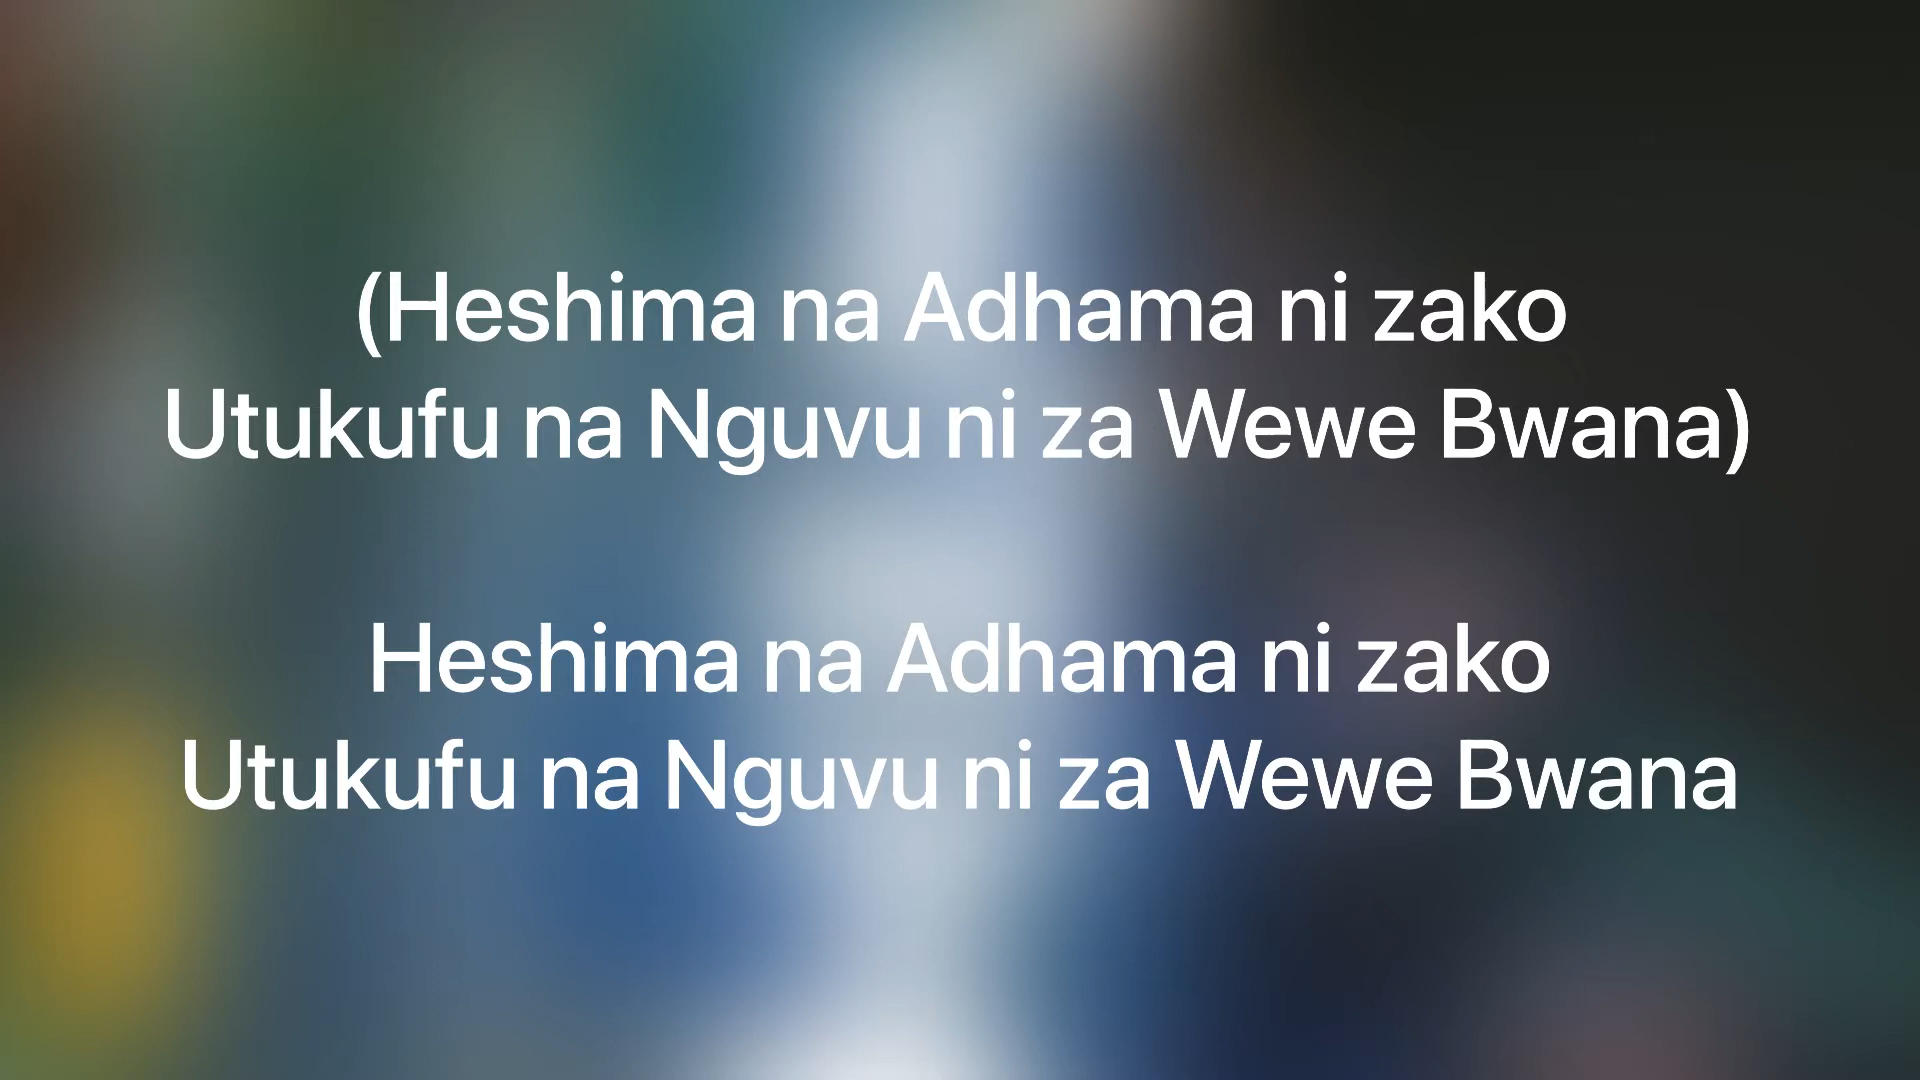 (Heshima na Adhama ni zako
Utukufu na Nguvu ni za Wewe Bwana)
Heshima na Adhama ni zako
Utukufu na Nguvu ni za Wewe Bwana